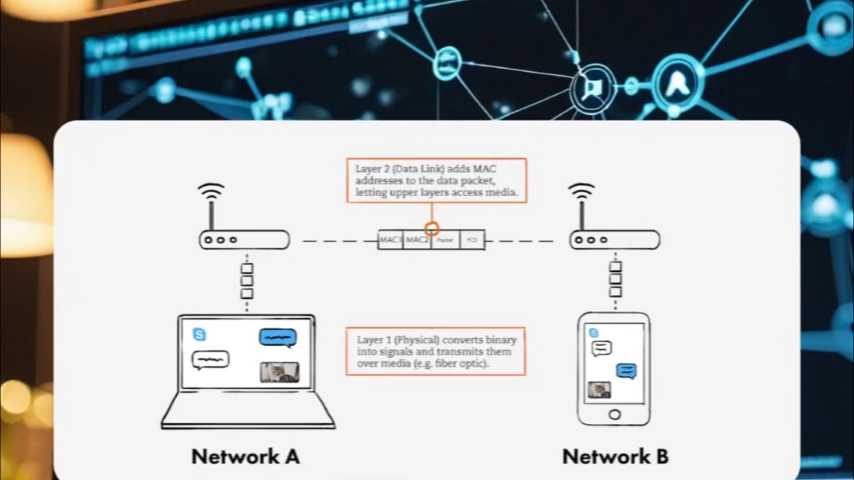 Layer 2 (Data Link) adds MAC
addresses to the data packet,
letting upper layers access media.
MAC1 MAC2 Packet FCS
Layer 1 (Physical) converts binary
into signals and transmits them
over media (e.g. fiber optic).
Network A
Network B